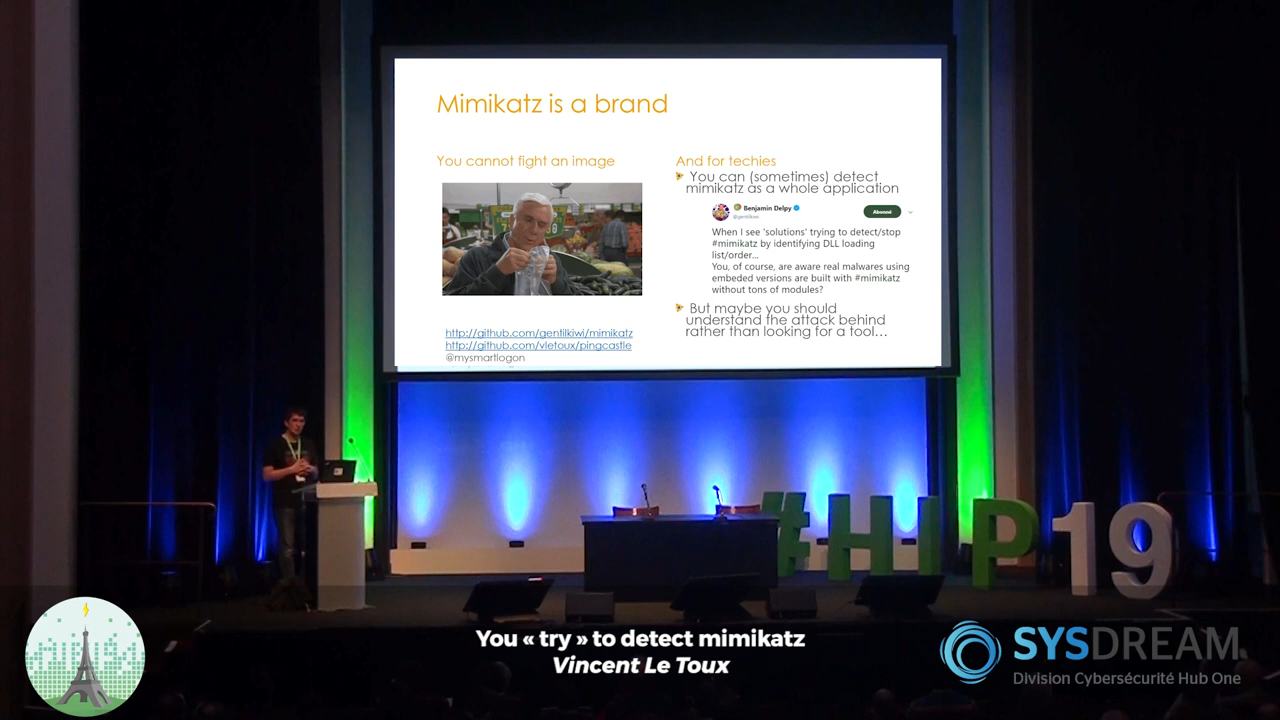 Mimikatz is a brand
You cannot fight an image
http://github.com/gentilkiwi/mimikatz
http://github.com/vletoux/pingcastle
@mysmartlogon
And for techies
You can (sometimes) detect
mimikatz as a whole application
Benjamin Delpy
@gentilkiwi
Abonné
When I see 'solutions' trying to detect/stop
#mimikatz by identifying DLL loading
list/order...
You, of course, are aware real malwares using
embeded versions are built with #mimikatz
without tons of modules?
But maybe you should
understand the attack behind
rather than looking for a tool…
#HIP19
You « try » to detect mimikatz
Vincent Le Toux
SYSDREAM
Division Cybersécurité Hub One